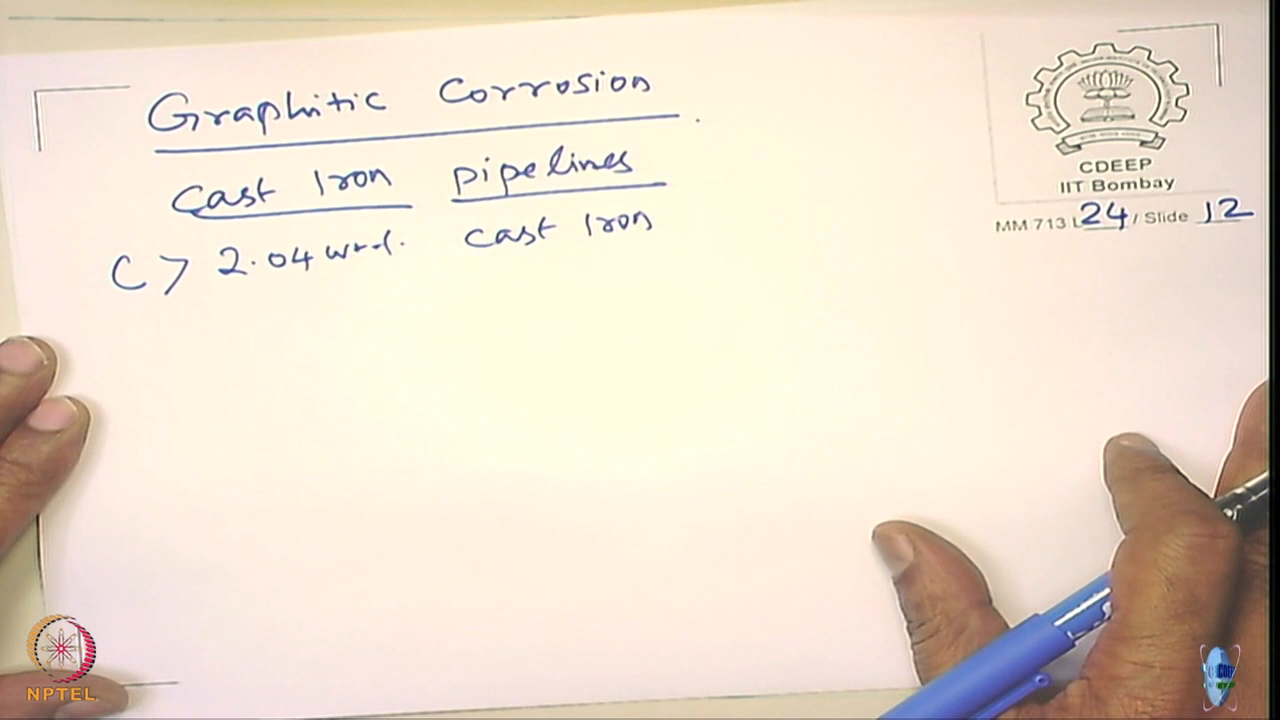 Graphitic Corrosion
Cast Iron pipelines
C > 2.04 wt%. Cast Iron
CDEEP
IIT Bombay
MM 713 L24 / Slide 12
NPTEL